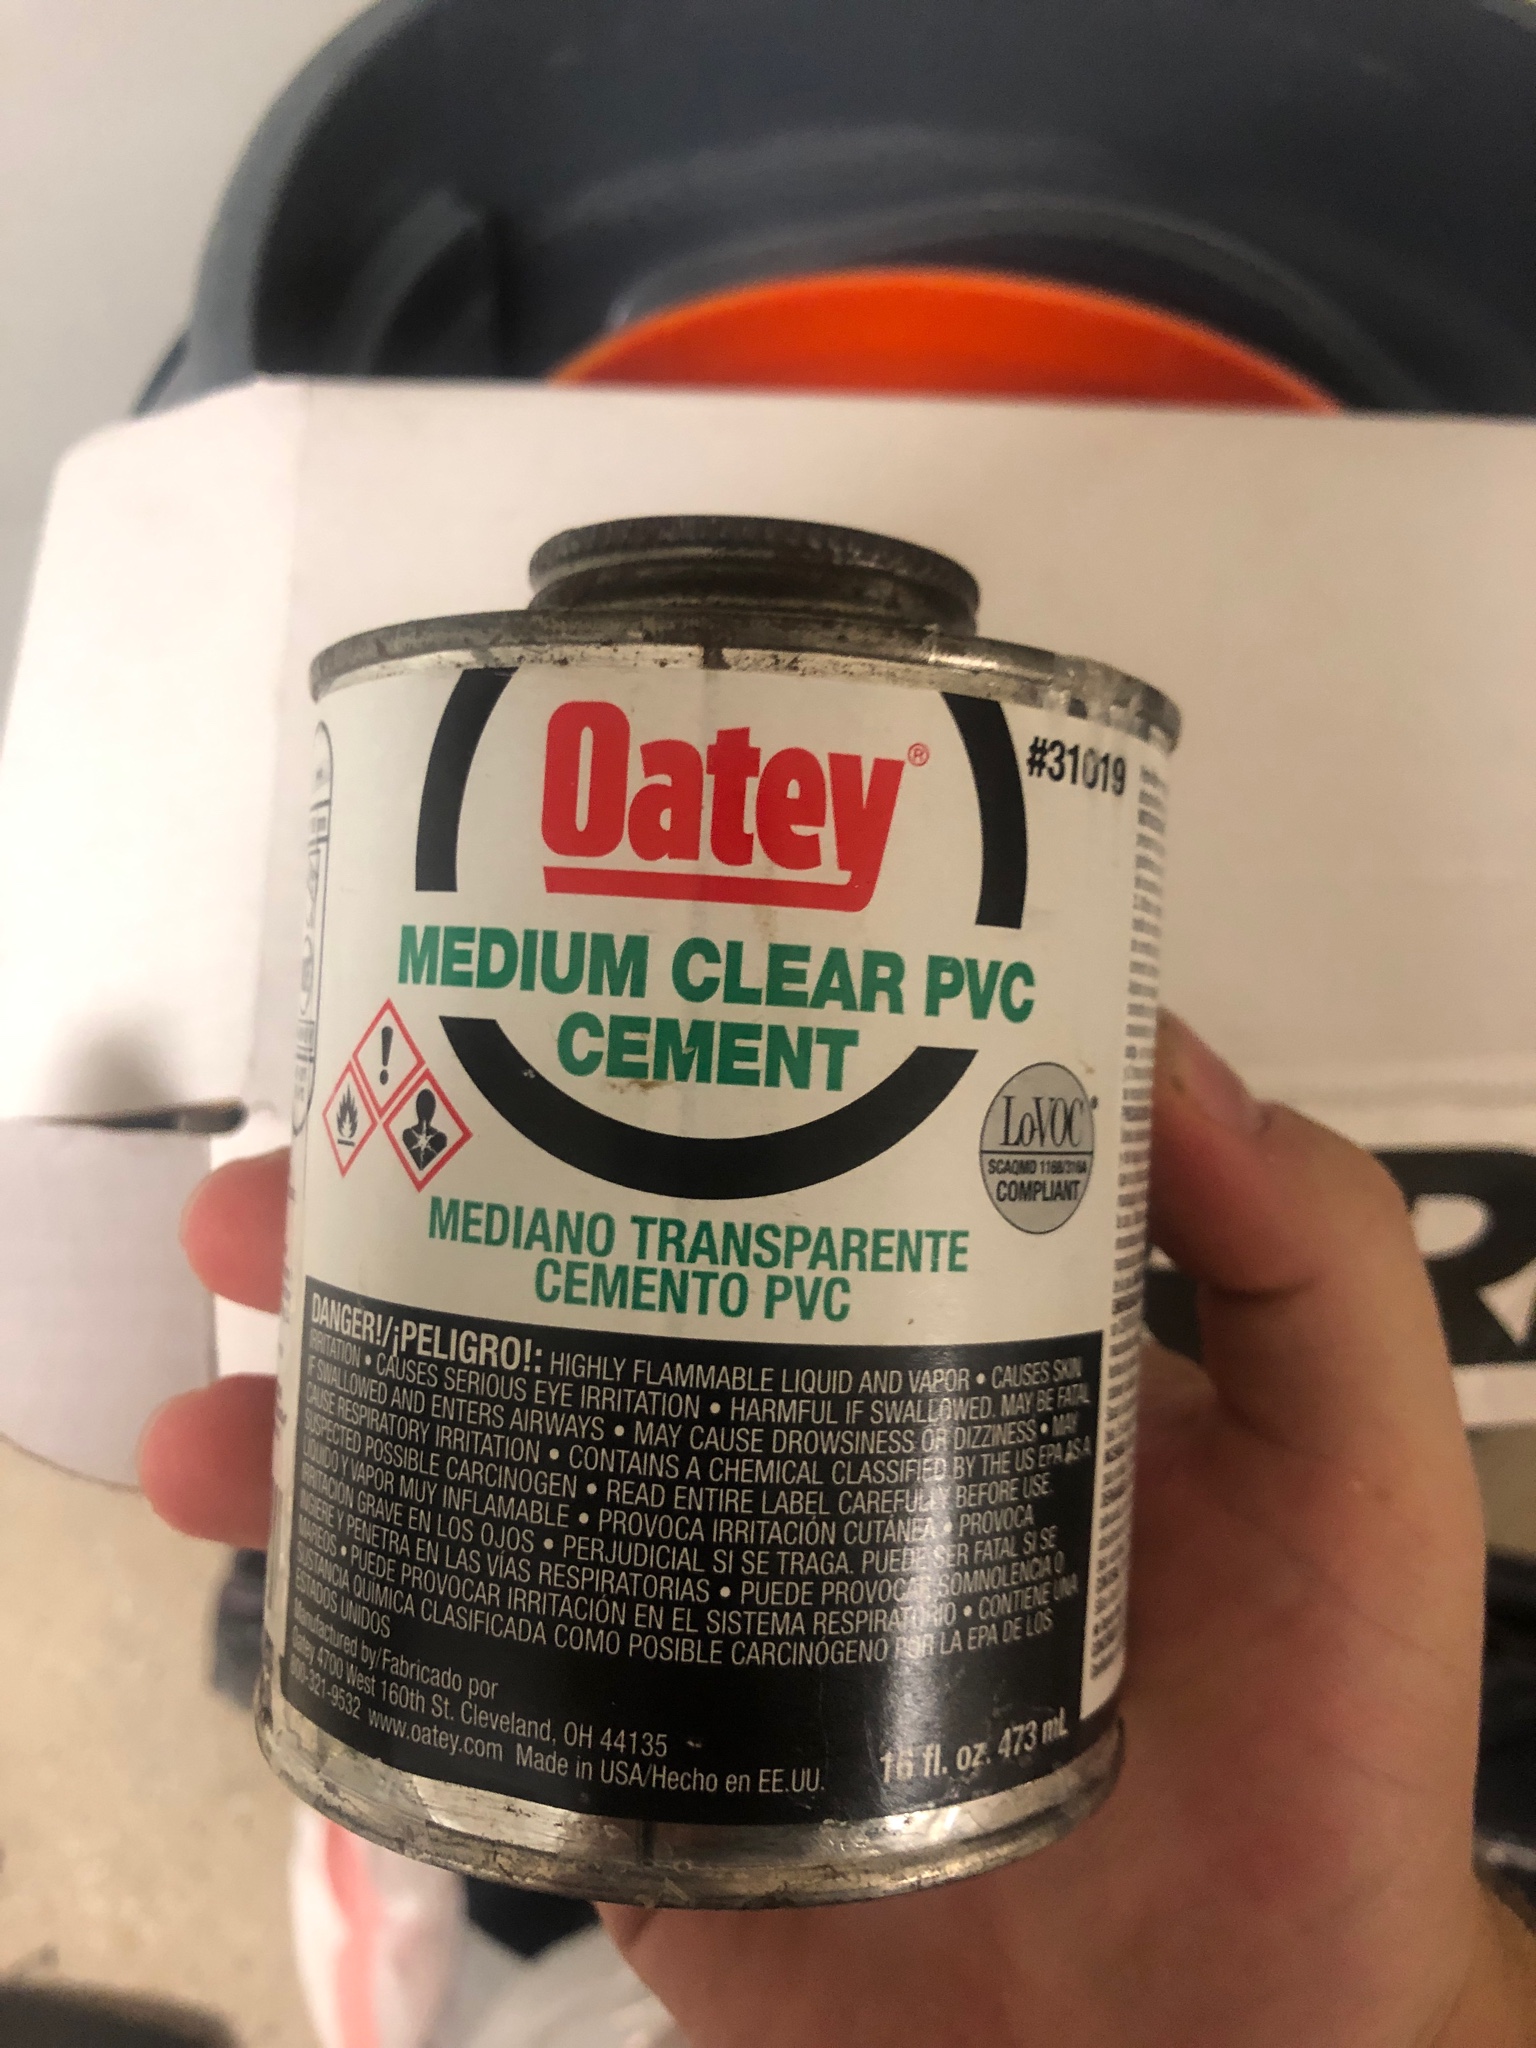 Oatey®
#31019
MEDIUM CLEAR PVC
CEMENT
LoVOC
SCAQMD 1168/316A
COMPLIANT
MEDIANO TRANSPARENTE
CEMENTO PVC
DANGER!/¡PELIGRO!: HIGHLY FLAMMABLE LIQUID AND VAPOR • CAUSES SKIN
IRRITATION • CAUSES SERIOUS EYE IRRITATION • HARMFUL IF SWALLOWED. MAY BE FATAL
IF SWALLOWED AND ENTERS AIRWAYS • MAY CAUSE DROWSINESS OR DIZZINESS • MAY
CAUSE RESPIRATORY IRRITATION • CONTAINS A CHEMICAL CLASSIFIED BY THE US EPA AS A
SUSPECTED POSSIBLE CARCINOGEN • READ ENTIRE LABEL CAREFULLY BEFORE USE.
LIQUIDO Y VAPOR MUY INFLAMABLE • PROVOCA IRRITACIÓN CUTÁNEA • PROVOCA
IRRITACIÓN GRAVE EN LOS OJOS • PERJUDICIAL SI SE TRAGA. PUEDE SER FATAL SI SE
INGIERE Y PENETRA EN LAS VÍAS RESPIRATORIAS • PUEDE PROVOCAR SOMNOLENCIA O
MAREOS • PUEDE PROVOCAR IRRITACIÓN EN EL SISTEMA RESPIRATORIO • CONTIENE UNA
SUSTANCIA QUÍMICA CLASIFICADA COMO POSIBLE CARCINÓGENO POR LA EPA DE LOS
ESTADOS UNIDOS
Manufactured by/Fabricado por
Oatey 4700 West 160th St. Cleveland, OH 44135
800-321-9532 www.oatey.com Made in USA/Hecho en EE.UU.
16 fl. oz. 473 mL